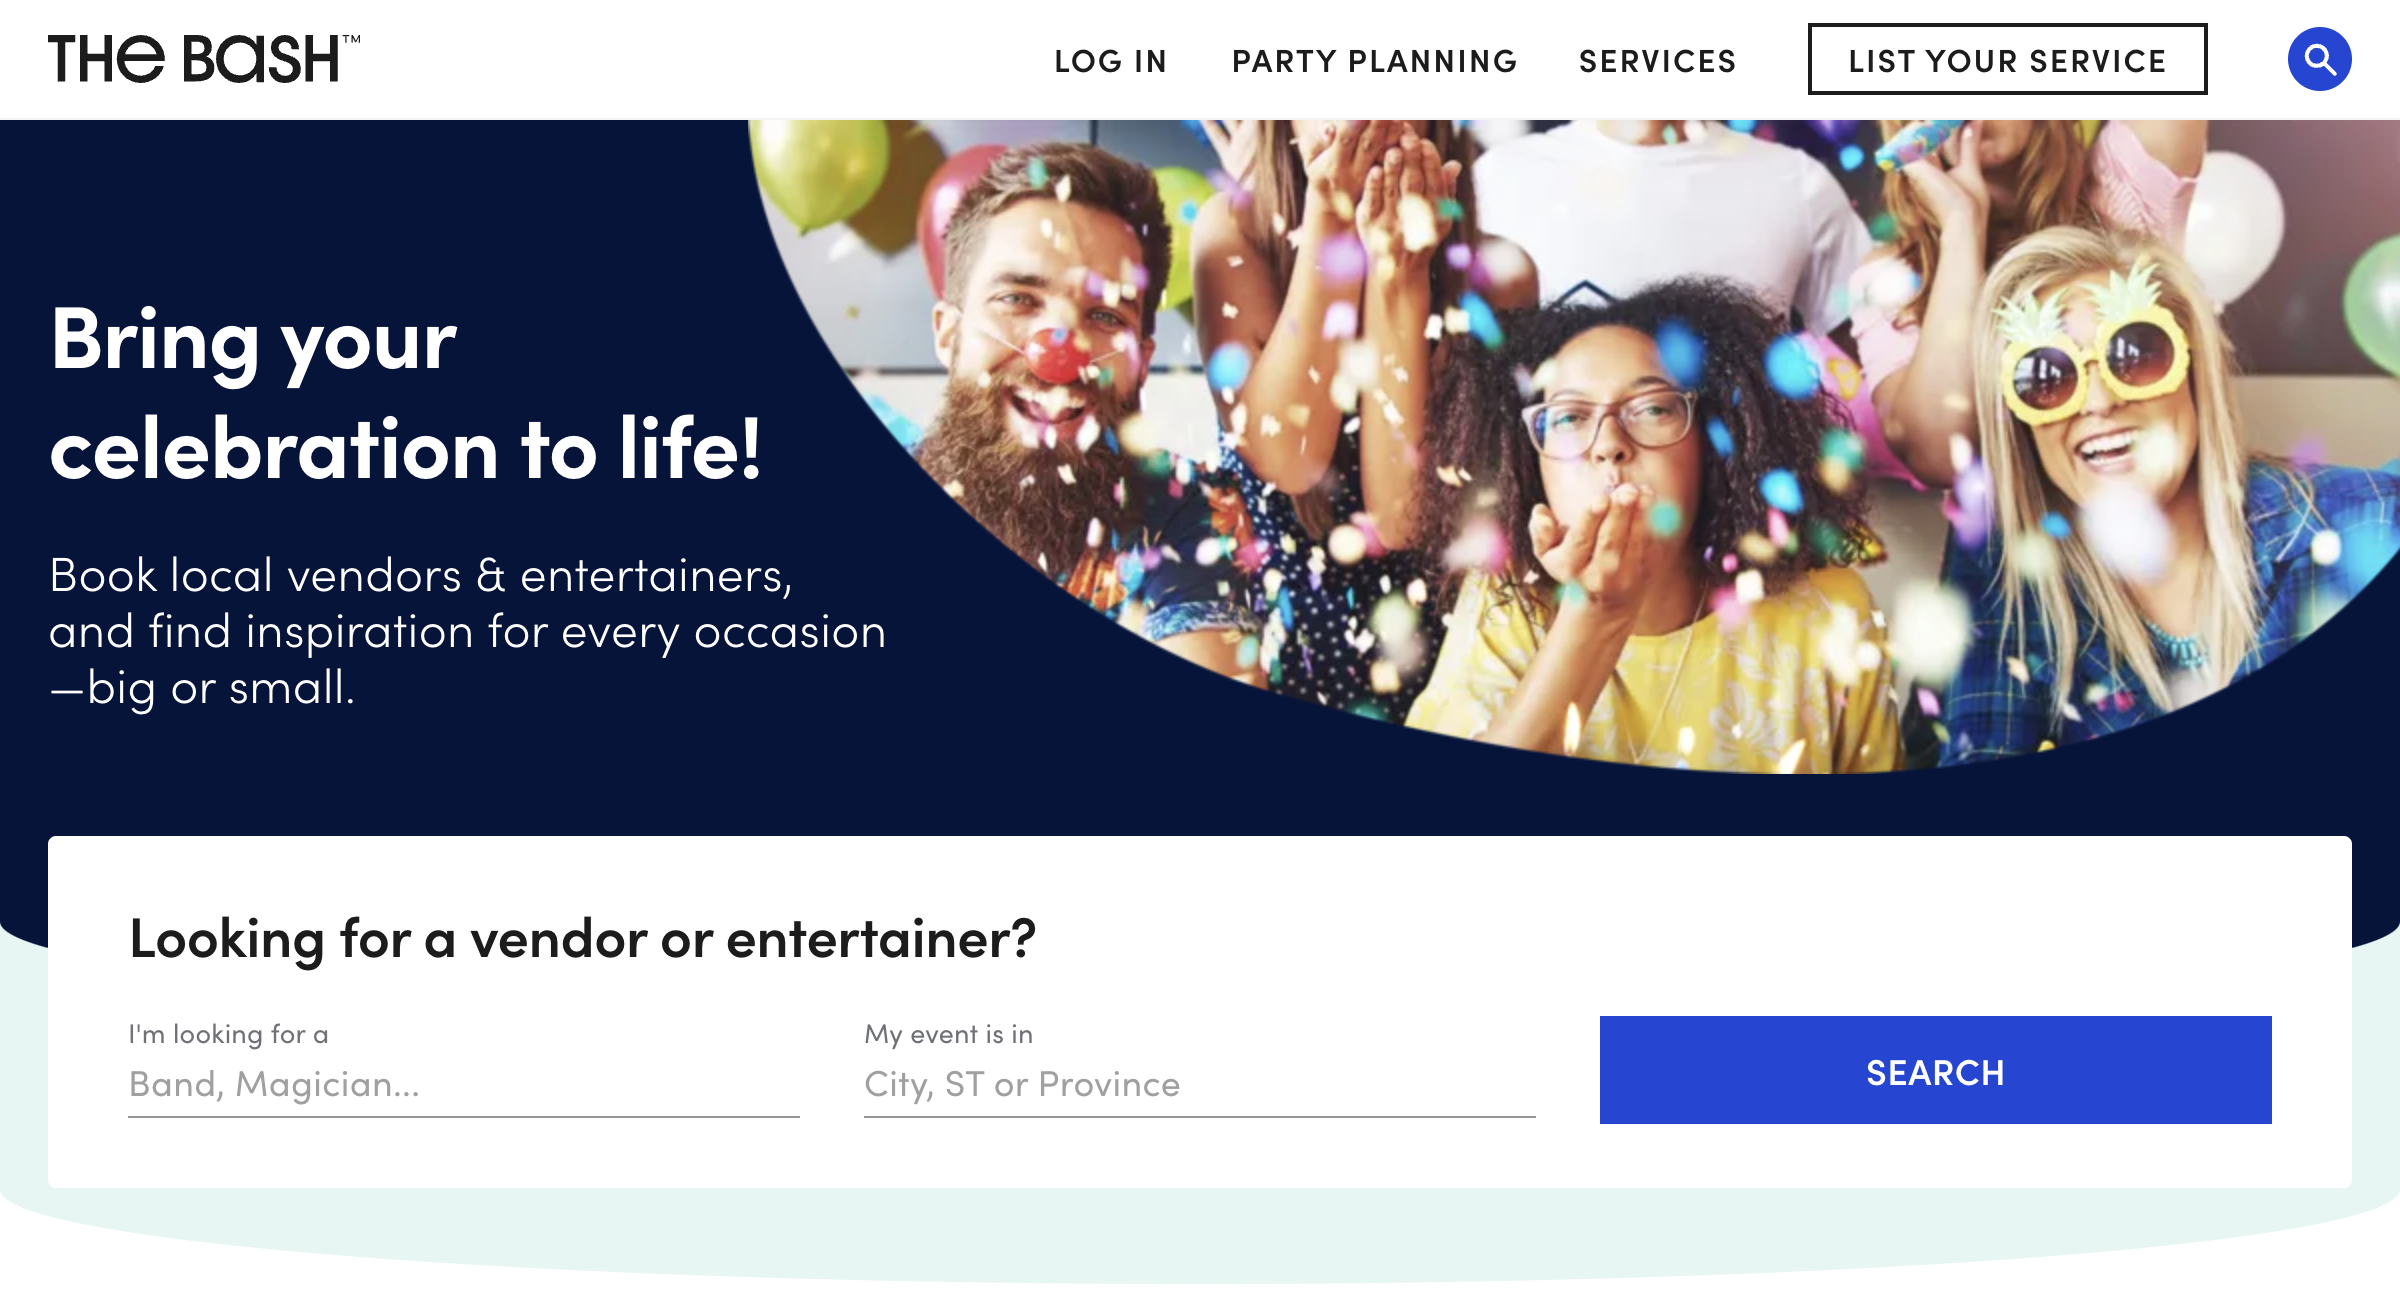 THe BaSH™
LOG IN
PARTY PLANNING
SERVICES
LIST YOUR SERVICE
Bring your
celebration to life!
Book local vendors & entertainers,
and find inspiration for every occasion
—big or small.
Looking for a vendor or entertainer?
I'm looking for a
Band, Magician...
My event is in
City, ST or Province
SEARCH